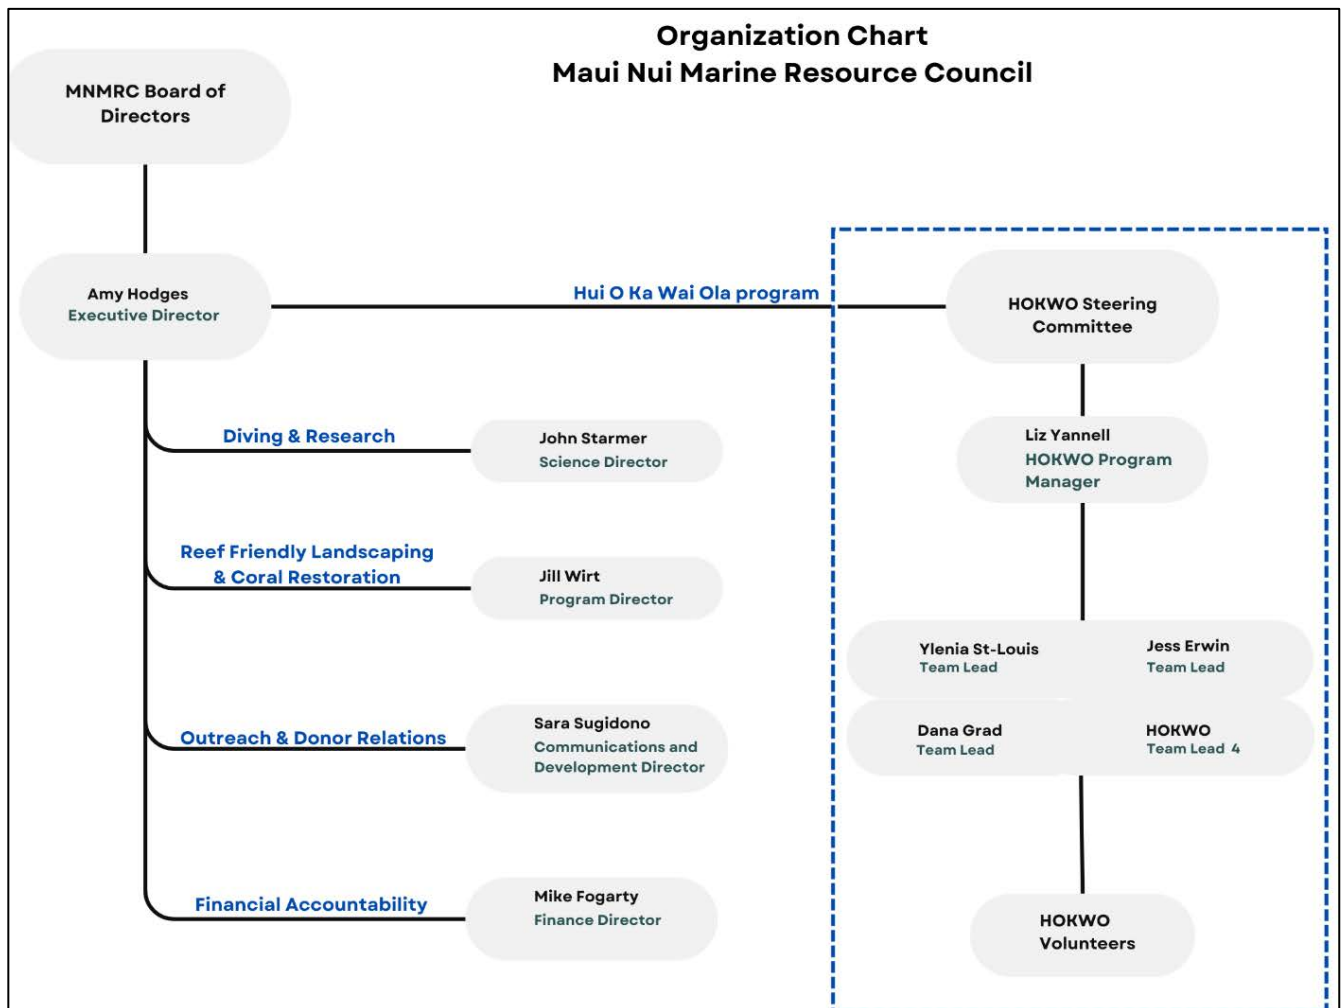 Organization Chart
Maui Nui Marine Resource Council
MNMRC Board of
Directors
Amy Hodges
Executive Director
Hui O Ka Wai Ola program
HOKWO Steering
Committee
Diving & Research
John Starmer
Science Director
Liz Yannell
HOKWO Program
Manager
Reef Friendly Landscaping
& Coral Restoration
Jill Wirt
Program Director
Ylenia St-Louis
Team Lead
Jess Erwin
Team Lead
Outreach & Donor Relations
Sara Sugidono
Communications and
Development Director
Dana Grad
Team Lead
HOKWO
Team Lead 4
Financial Accountability
Mike Fogarty
Finance Director
HOKWO
Volunteers